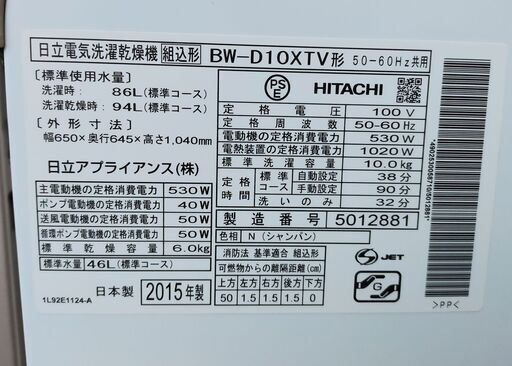 日立電気洗濯乾燥機 組込形 BW-D10XTV形 50-60Hz共用
［標準使用水量］
洗濯時：86L(標準コース)
洗乾時：94L(標準コース)
［外形寸法］
幅650×奥行645×高さ1,040mm
日立アプライアンス(株)
主電動機の定格消費電力 530W
ポンプ電動機の定格消費電力 40W
送風電動機の定格消費電力 50W
循環ポンプ電動機の定格消費電力 50W
標準乾燥容量 6.0kg
標準水量 46L(標準コース)
日本製 2015年製
1L92E1124-A
PSE
HITACHI
定格電圧 100V
定格周波数 50-60Hz
電動機の定格消費電力 530W
電熱装置の定格消費電力 1020W
標準洗濯容量 10.0kg
定格時間 標準コース 自動設定 38分
手動設定 90分
洗いのみ 32分
製造番号 5012881
色相 N（シャンパン）
消防法 基準適合 組込形
可燃物からの離隔距離(cm)
上方 左方 右方 前方 後方 下方
50 1.5 1.5 5 1.5 0
JET
G
>PP<